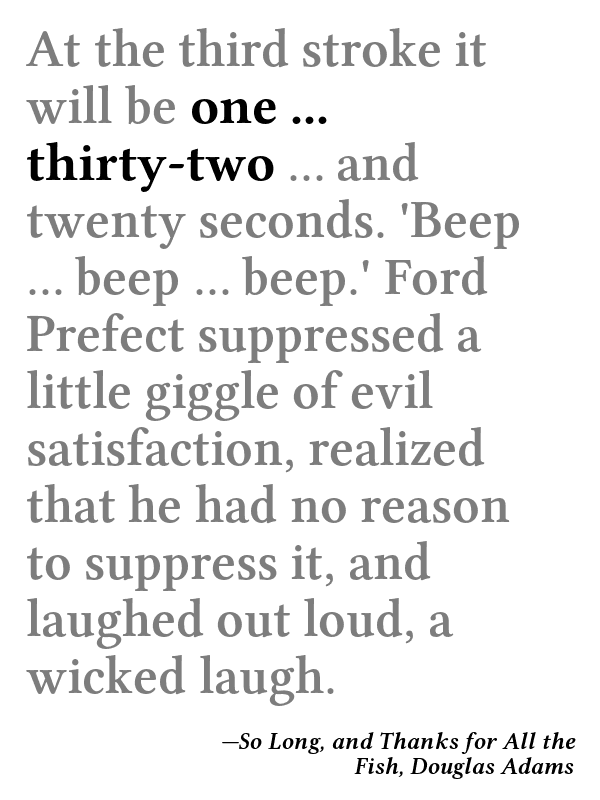 At the third stroke it
will be one ...
thirty-two ... and
twenty seconds. 'Beep
... beep ... beep.' Ford
Prefect suppressed a
little giggle of evil
satisfaction, realized
that he had no reason
to suppress it, and
laughed out loud, a
wicked laugh.
—So Long, and Thanks for All the
Fish, Douglas Adams